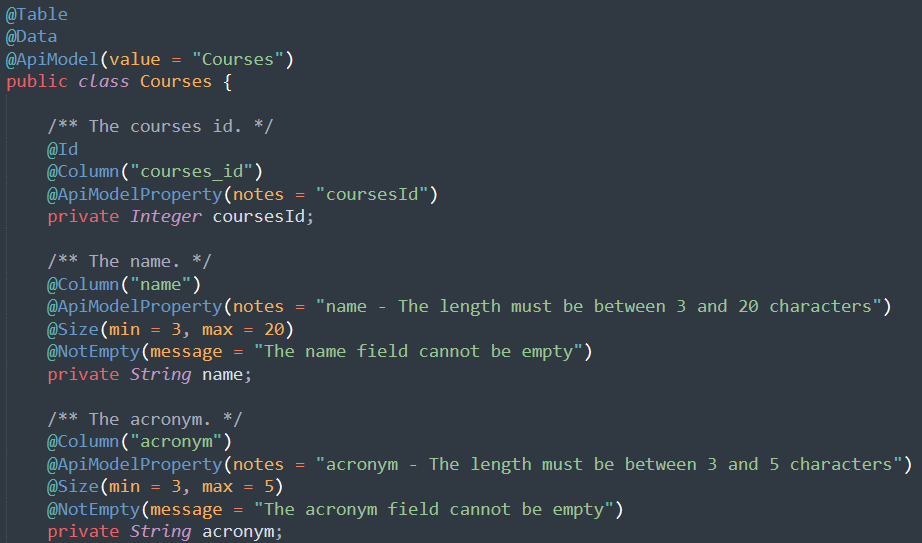 @Table
@Data
@ApiModel(value = "Courses")
public class Courses {
/** The courses id. */
@Id
@Column("courses_id")
@ApiModelProperty(notes = "coursesId")
private Integer coursesId;
/** The name. */
@Column("name")
@ApiModelProperty(notes = "name - The length must be between 3 and 20 characters")
@Size(min = 3, max = 20)
@NotEmpty(message = "The name field cannot be empty")
private String name;
/** The acronym. */
@Column("acronym")
@ApiModelProperty(notes = "acronym - The length must be between 3 and 5 characters")
@Size(min = 3, max = 5)
@NotEmpty(message = "The acronym field cannot be empty")
private String acronym;